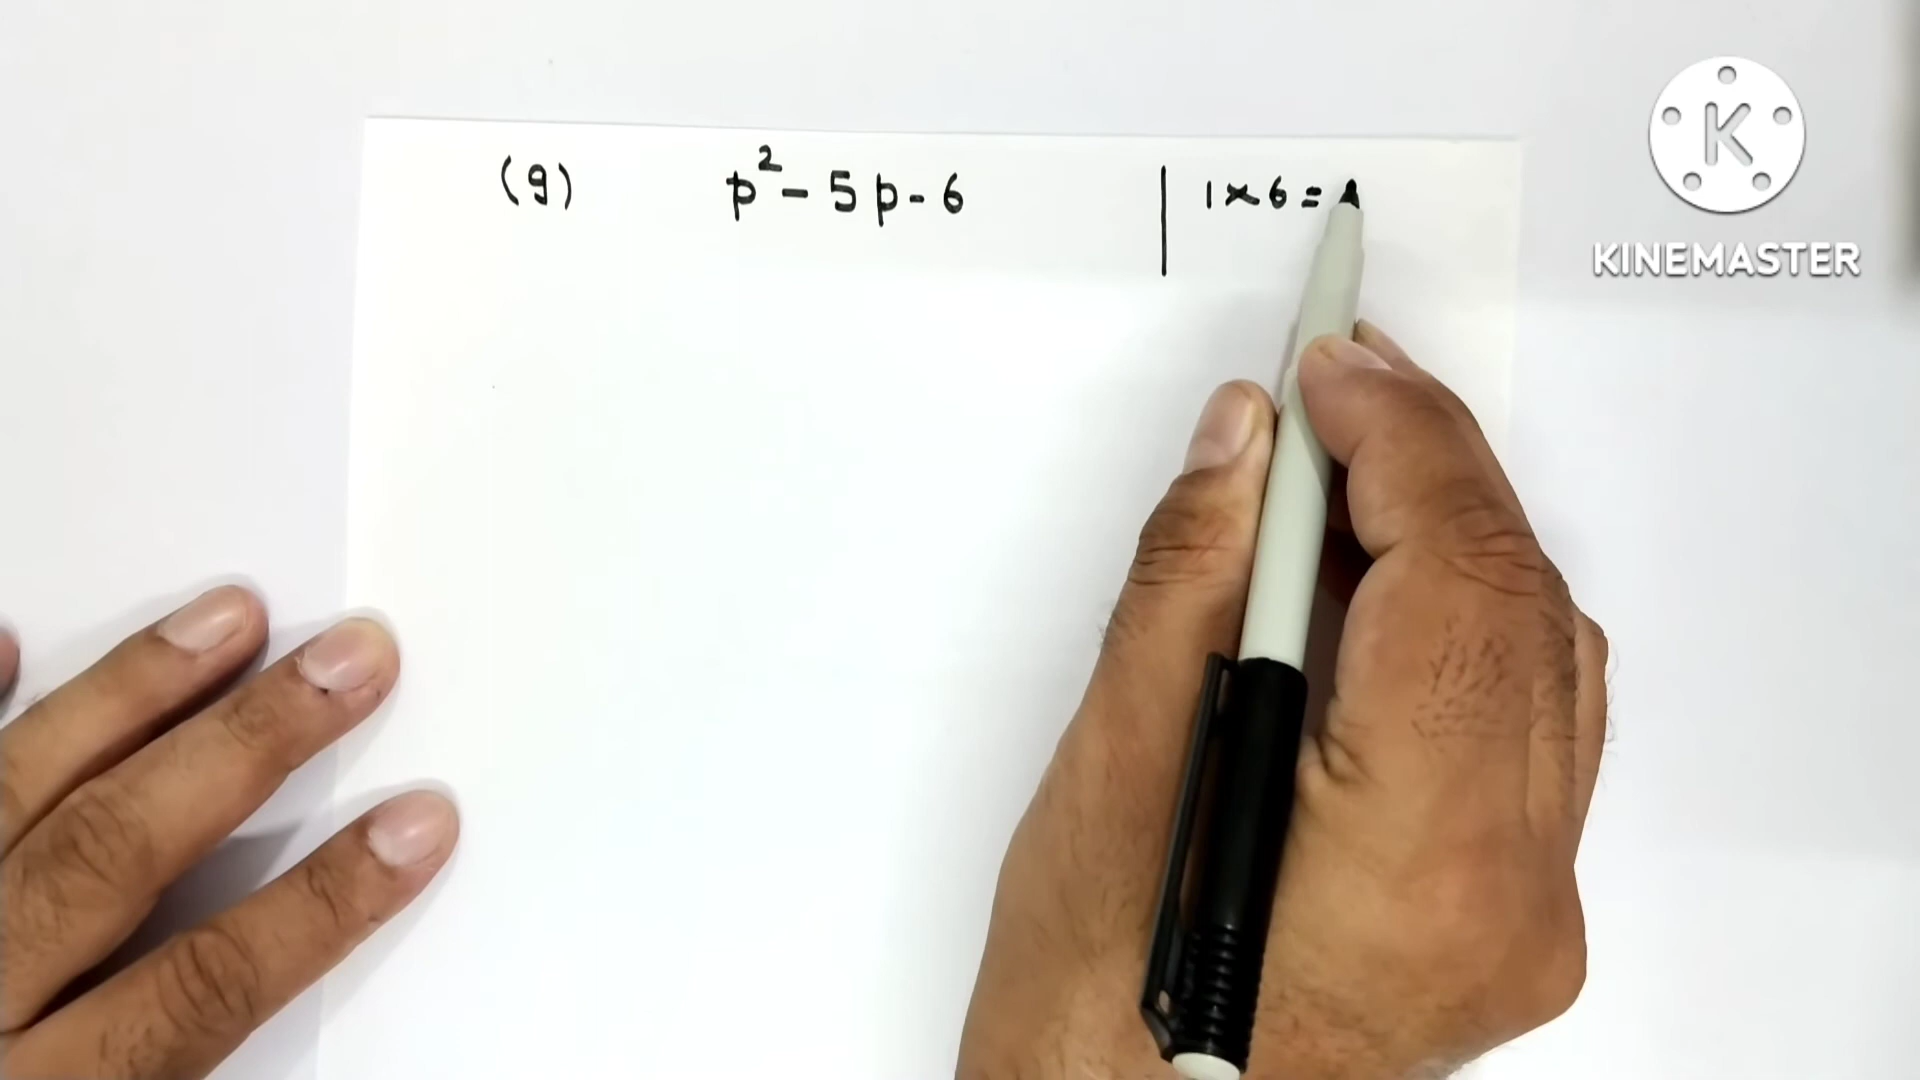 (g) p² - 5p - 6 | 1 × 6 =
K
KINEMASTER